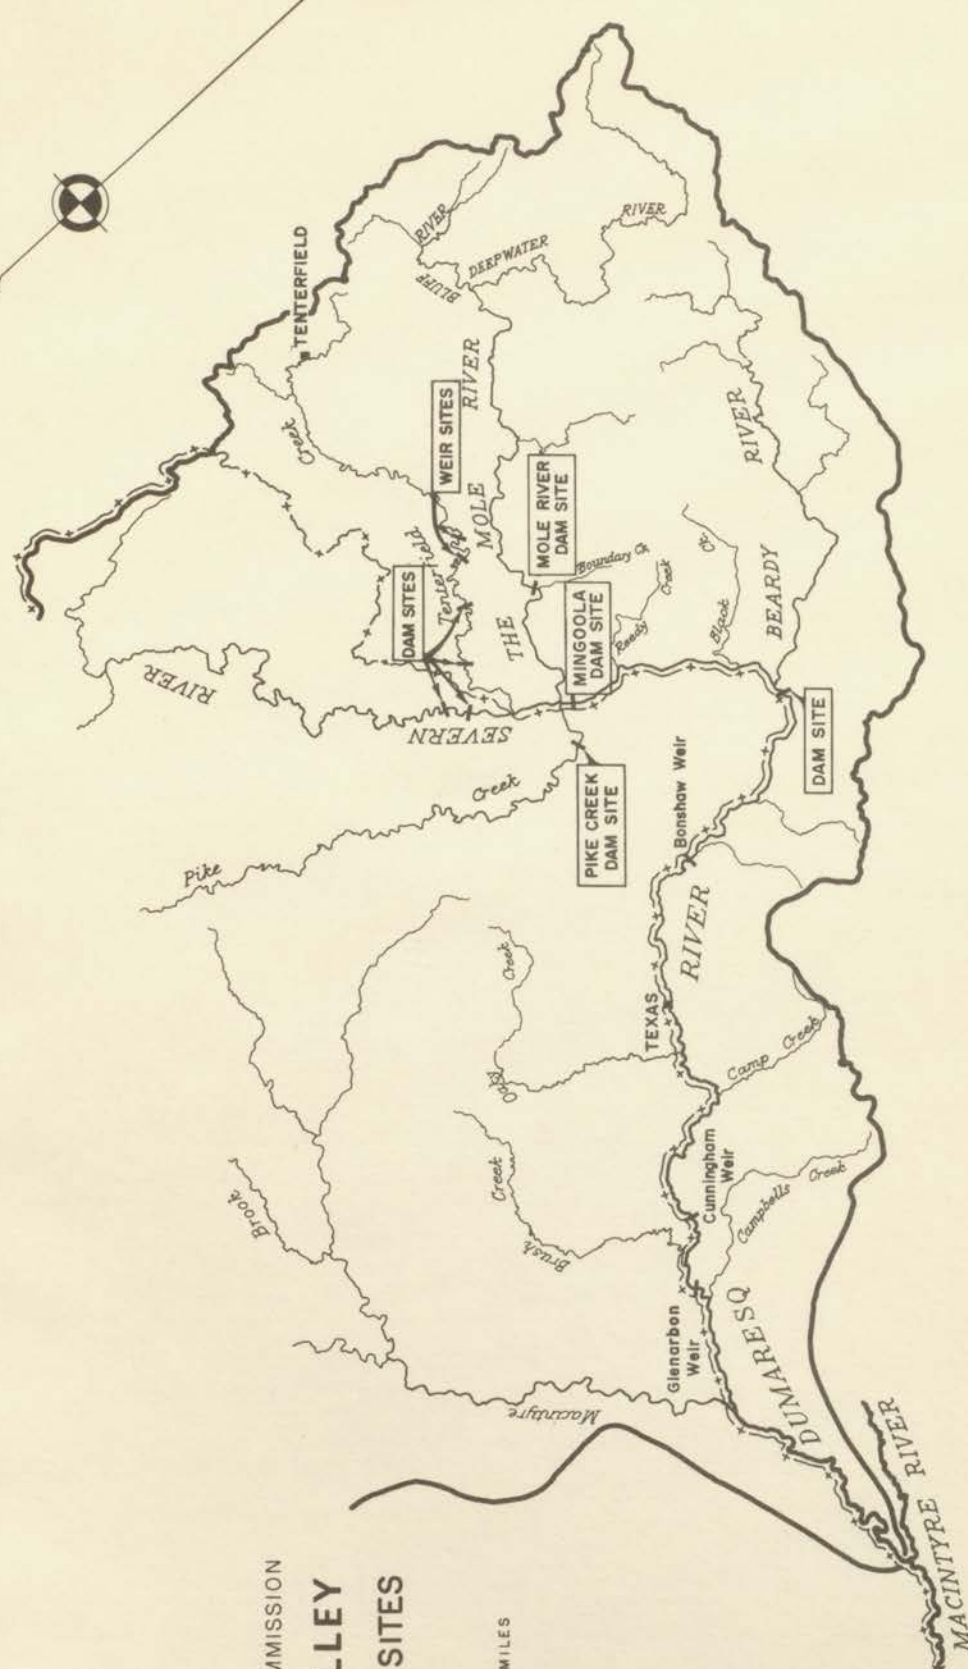 TENTERFIELD
RIVER
BLUFF
DEEPWATER
RIVER
Creek
WEIR SITES
RIVER
MOLE
THE
MOLE RIVER
DAM SITE
RIVER
BEARDY
DAM SITES
Tenterfield
Boundary Ck
MINGOOLA
DAM SITE
Reedy
Creek
Black
Ck
RIVER
SEVERN
DAM SITE
Pike
Creek
PIKE CREEK
DAM SITE
Bonshaw Weir
RIVER
TEXAS
Creek
Oaky
Camp Creek
Brook
Creek
Brush
Cunningham
Weir
Campbells
Creek
Glenarbon
Weir
DUMARESQ
Macintyre
MACINTYRE RIVER
MMISSION
LLEY
SITES
MILES